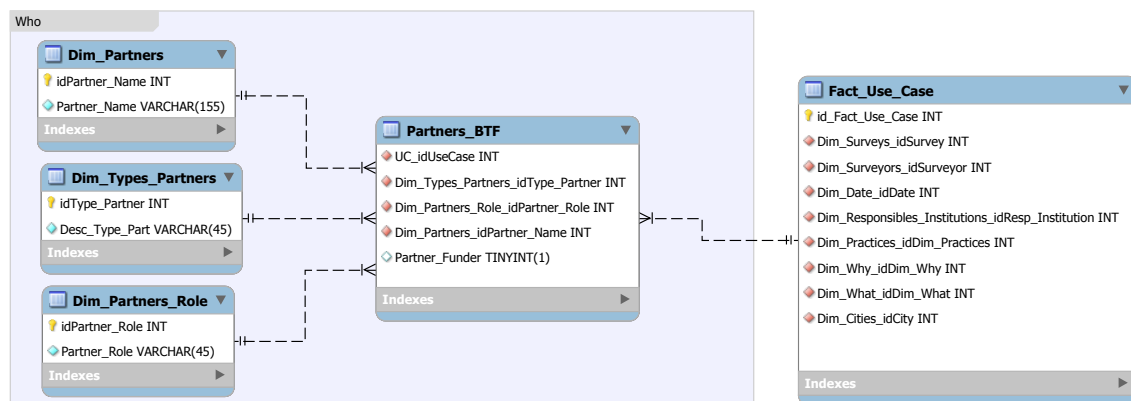 Who
Dim_Partners
idPartner_Name INT
Partner_Name VARCHAR(155)
Indexes
Dim_Types_Partners
idType_Partner INT
Desc_Type_Part VARCHAR(45)
Indexes
Dim_Partners_Role
idPartner_Role INT
Partner_Role VARCHAR(45)
Indexes
Partners_BTF
UC_idUseCase INT
Dim_Types_Partners_idType_Partner INT
Dim_Partners_Role_idPartner_Role INT
Dim_Partners_idPartner_Name INT
Partner_Funder TINYINT(1)
Indexes
Fact_Use_Case
id_Fact_Use_Case INT
Dim_Surveys_idSurvey INT
Dim_Surveyors_idSurveyor INT
Dim_Date_idDate INT
Dim_Responsibles_Institutions_idResp_Institution INT
Dim_Practices_idDim_Practices INT
Dim_Why_idDim_Why INT
Dim_What_idDim_What INT
Dim_Cities_idCity INT
Indexes